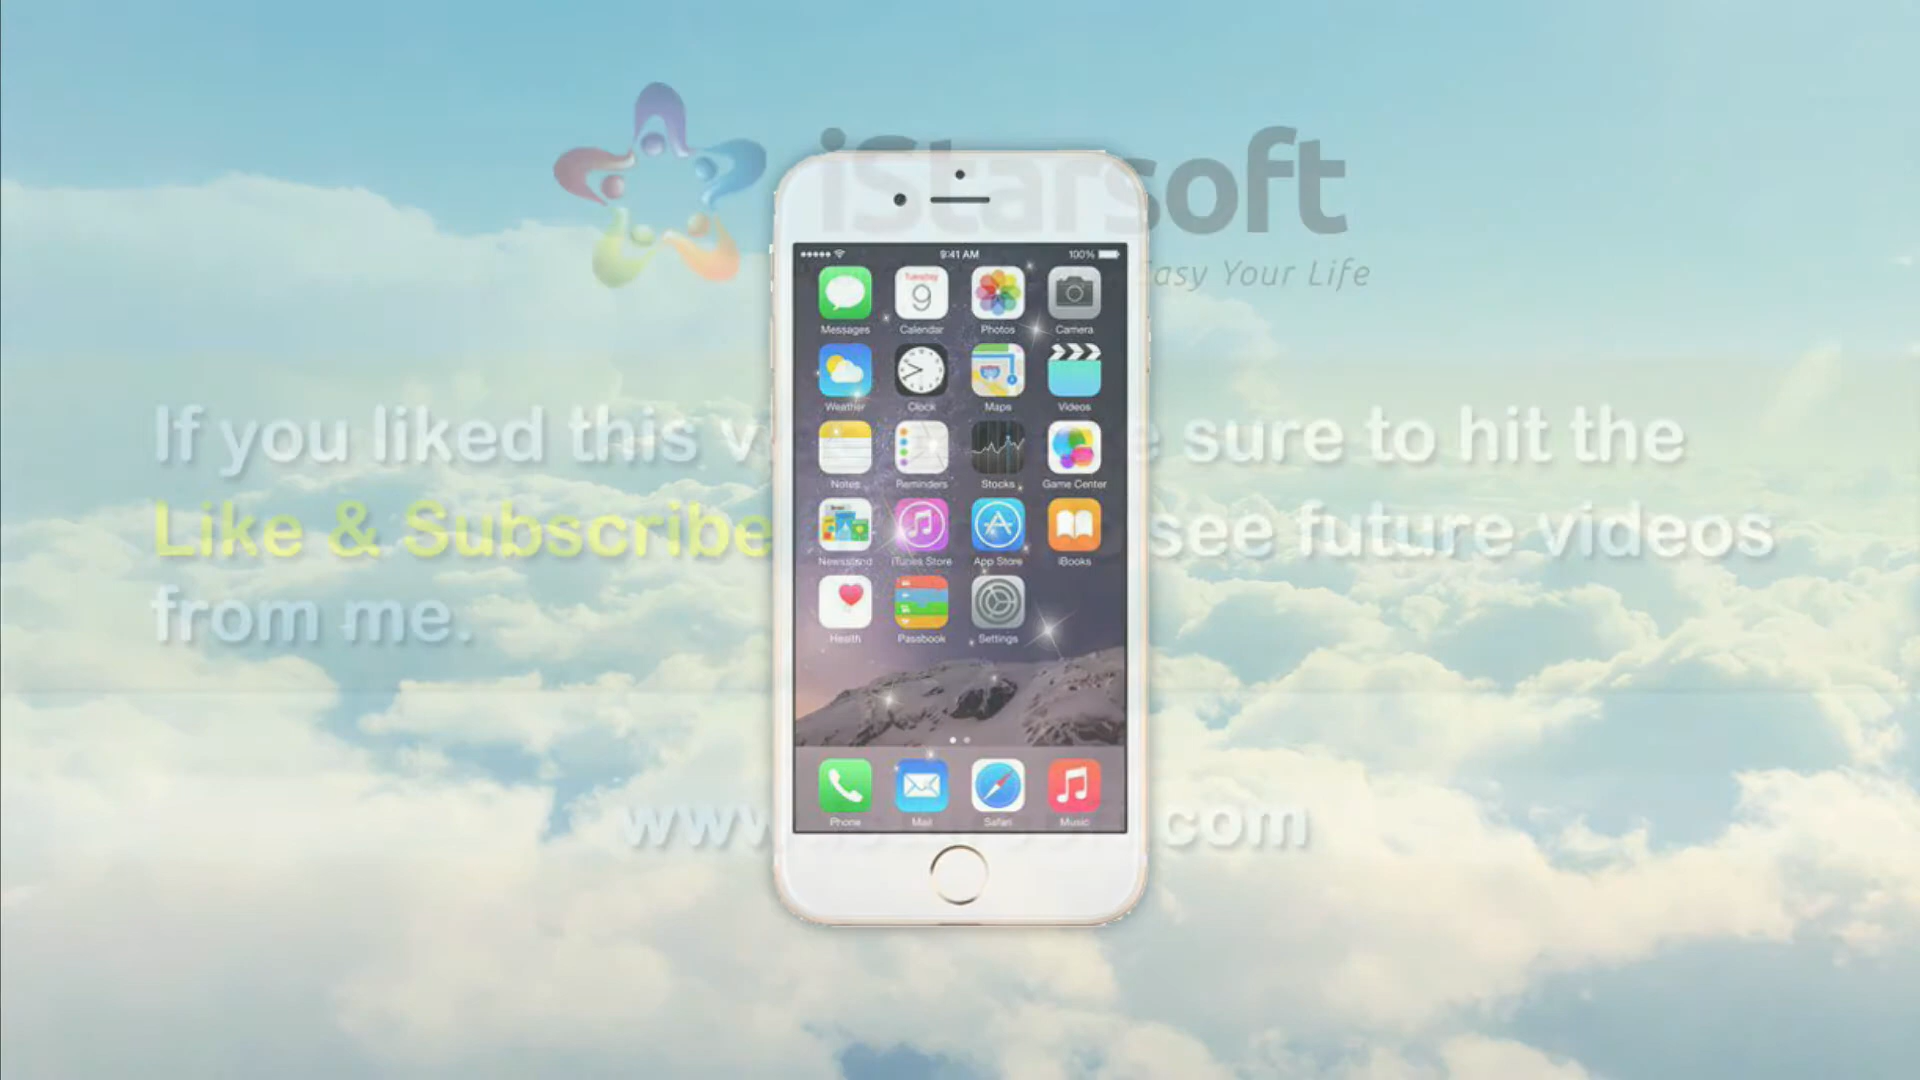 iStarsoft
Easy Your Life
9:41 AM 100%
Tuesday
9
Messages Calendar Photos Camera
Weather Clock Maps Videos
Notes Reminders Stocks Game Center
Newsstand iTunes Store App Store iBooks
Health Passbook Settings
Phone Mail Safari Music
If you liked this sure to hit the
Like & Subscribe see future videos
from me.
www. .com